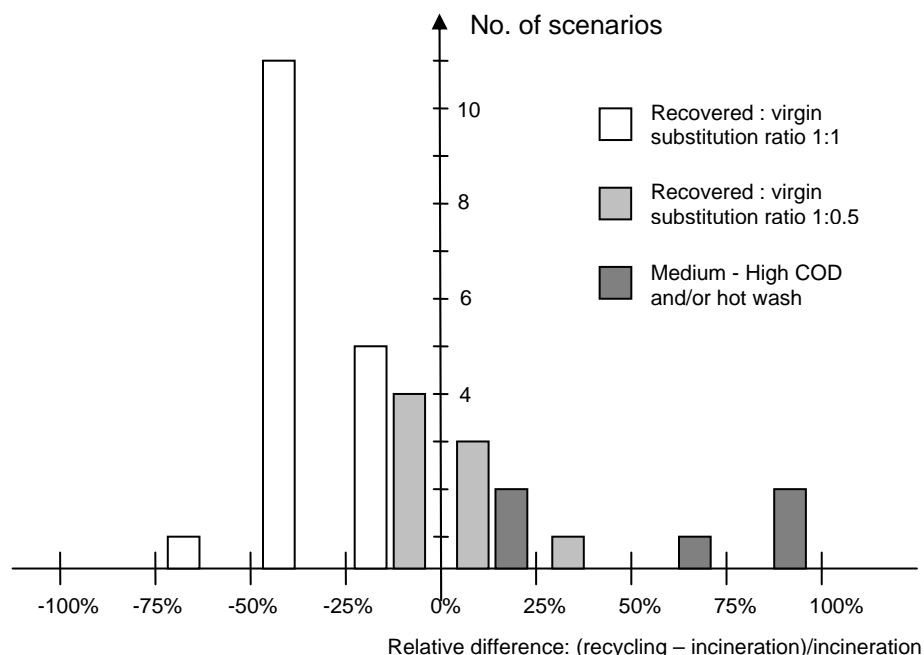 No. of scenarios
10
8
6
4
Recovered : virgin
substitution ratio 1:1
Recovered : virgin
substitution ratio 1:0.5
Medium - High COD
and/or hot wash
-100% -75% -50% -25% 0% 25% 50% 75% 100%
Relative difference: (recycling – incineration)/incineration